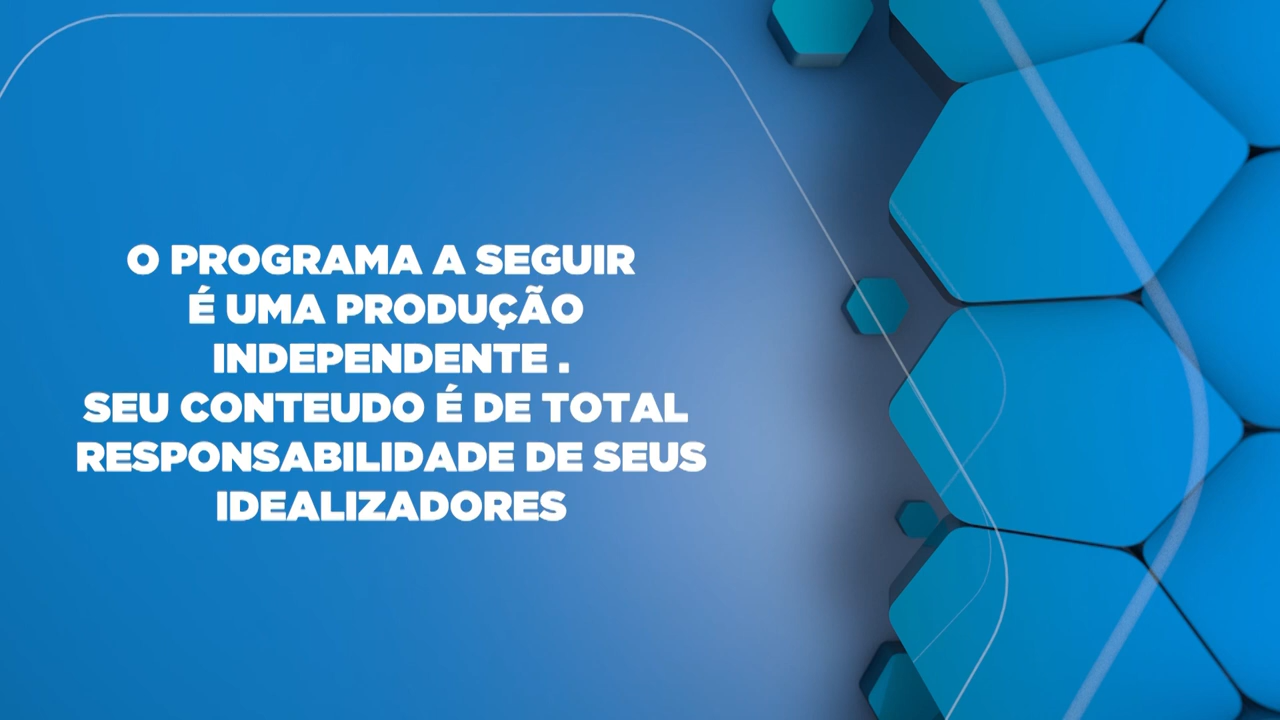 O PROGRAMA A SEGUIR
É UMA PRODUÇÃO
INDEPENDENTE .
SEU CONTEUDO É DE TOTAL
RESPONSABILIDADE DE SEUS
IDEALIZADORES